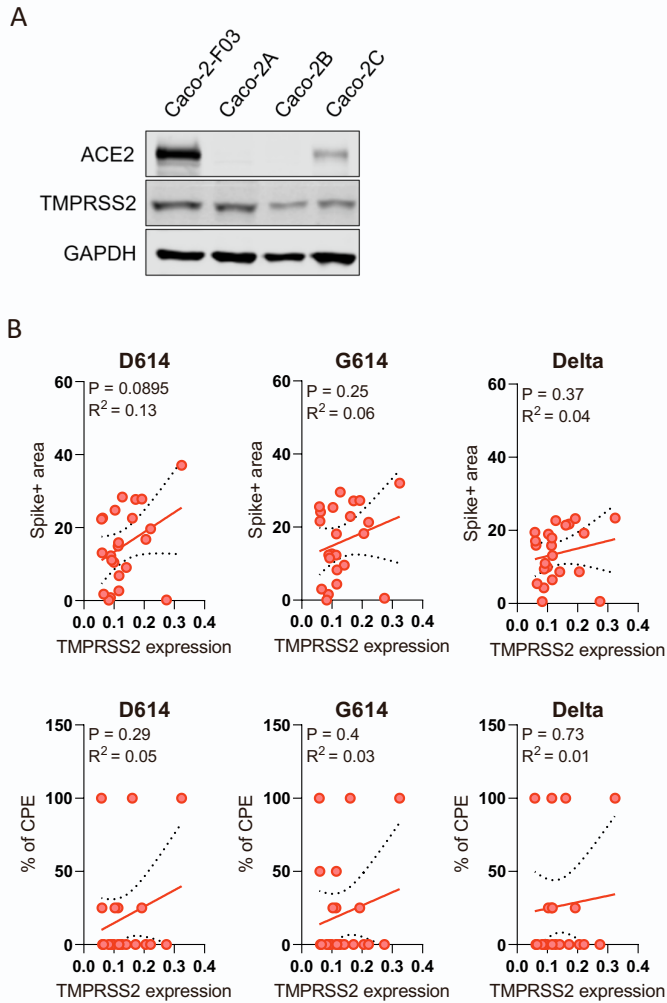 A
Caco-2-F03 Caco-2A Caco-2B Caco-2C
ACE2
TMPRSS2
GAPDH
B
D614 G614 Delta
P = 0.0895 P = 0.25 P = 0.37
R² = 0.13 R² = 0.06 R² = 0.04
Spike+ area Spike+ area Spike+ area
60 60 60
40 40 40
20 20 20
0 0 0
0.0 0.1 0.2 0.3 0.4 0.0 0.1 0.2 0.3 0.4 0.0 0.1 0.2 0.3 0.4
TMPRSS2 expression TMPRSS2 expression TMPRSS2 expression
D614 G614 Delta
P = 0.29 P = 0.4 P = 0.73
R² = 0.05 R² = 0.03 R² = 0.01
% of CPE % of CPE % of CPE
150 150 150
100 100 100
50 50 50
0 0 0
0.0 0.1 0.2 0.3 0.4 0.0 0.1 0.2 0.3 0.4 0.0 0.1 0.2 0.3 0.4
TMPRSS2 expression TMPRSS2 expression TMPRSS2 expression